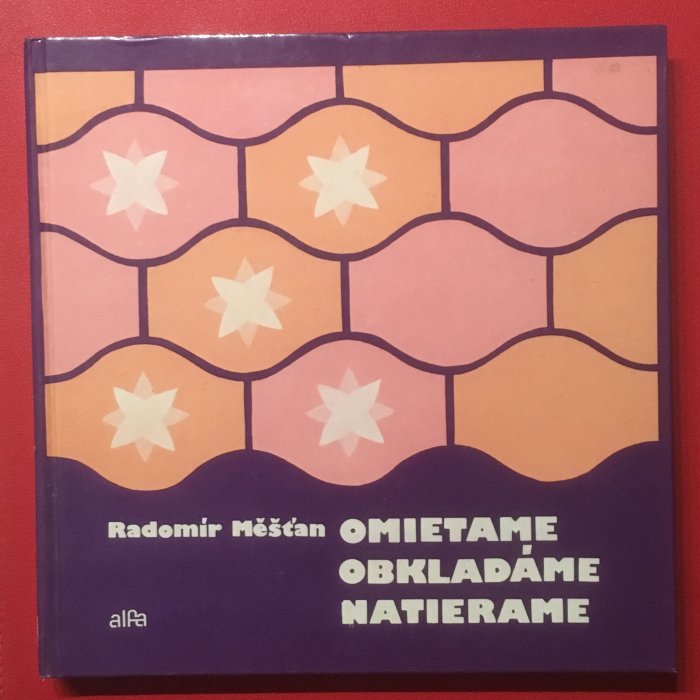 Radomír Měšťan
OMIETAME
OBKLADÁME
NATIERAME
alfa